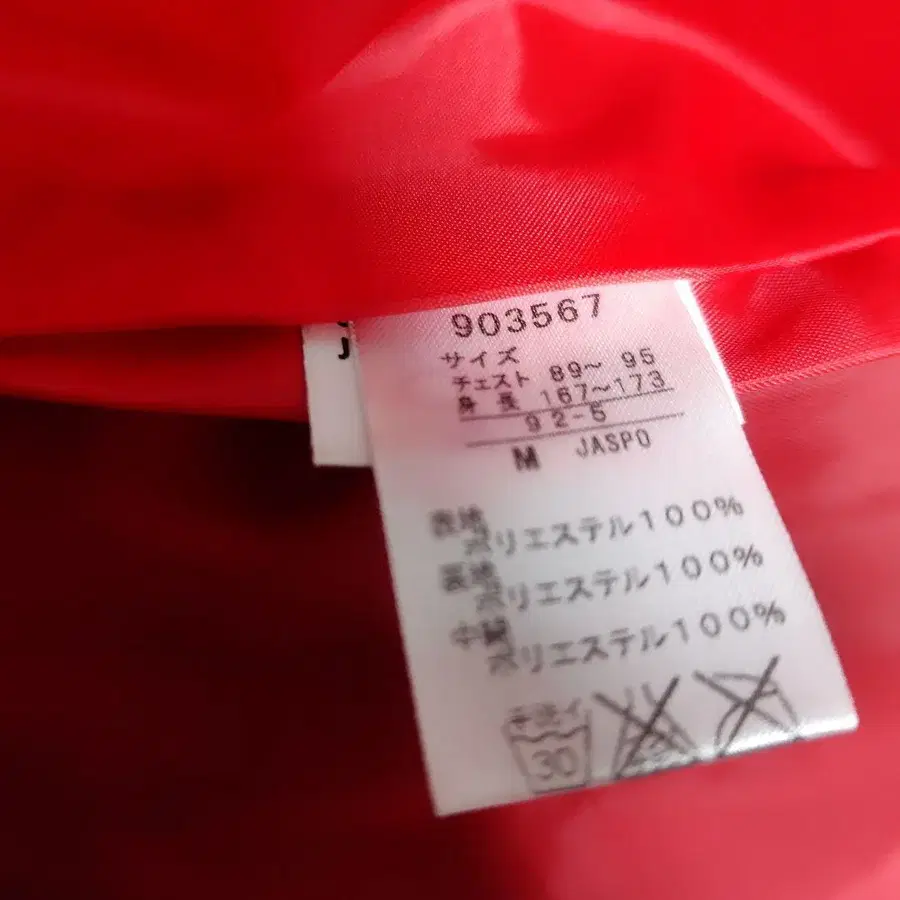 903567
サイズ
チェスト 89〜 95
身 長 167〜173
92-5
M JASPO
表地
ポリエステル100%
裏地
ポリエステル100%
中綿
ポリエステル100%
手洗イ
30
J